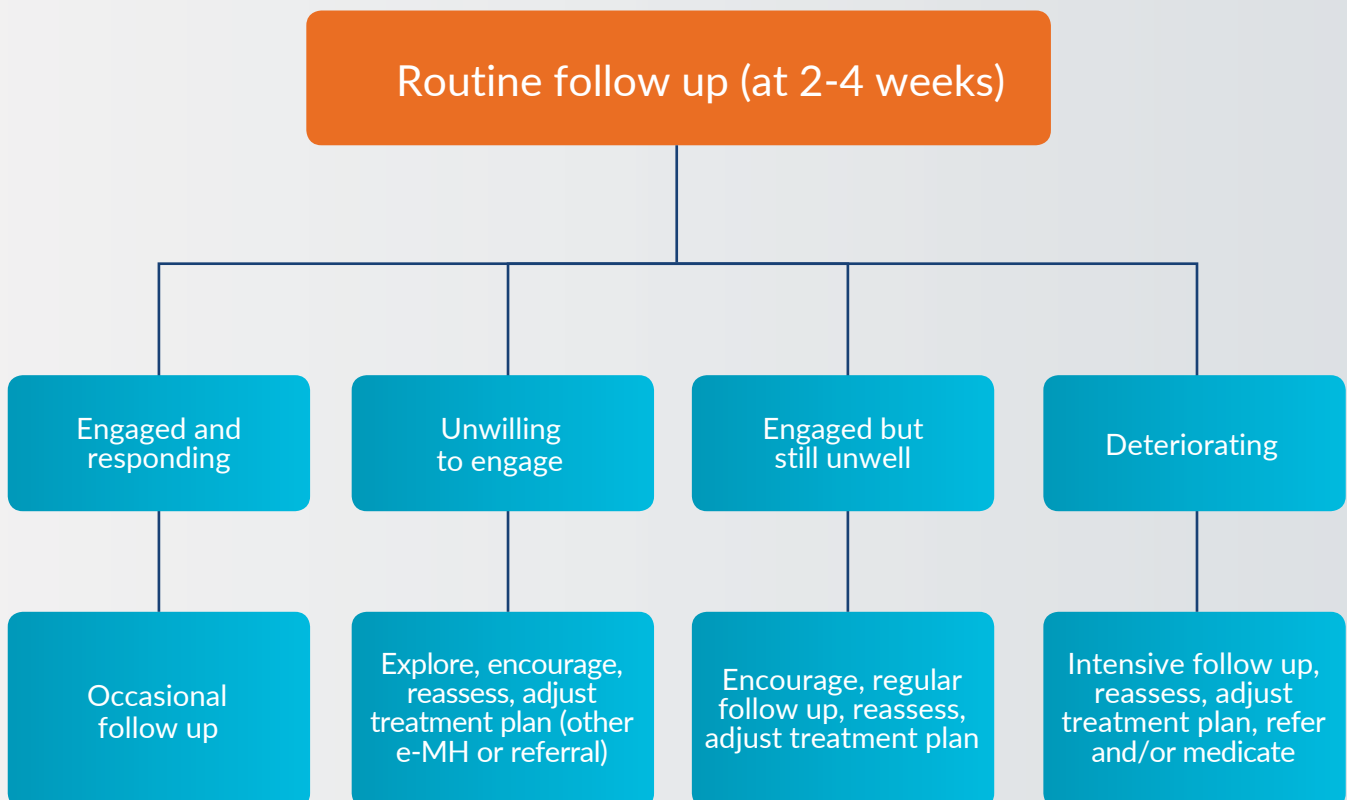 Routine follow up (at 2-4 weeks)
Engaged and
responding
Unwilling
to engage
Engaged but
still unwell
Deteriorating
Occasional
follow up
Explore, encourage,
reassess, adjust
treatment plan (other
e-MH or referral)
Encourage, regular
follow up, reassess,
adjust treatment plan
Intensive follow up,
reassess, adjust
treatment plan, refer
and/or medicate